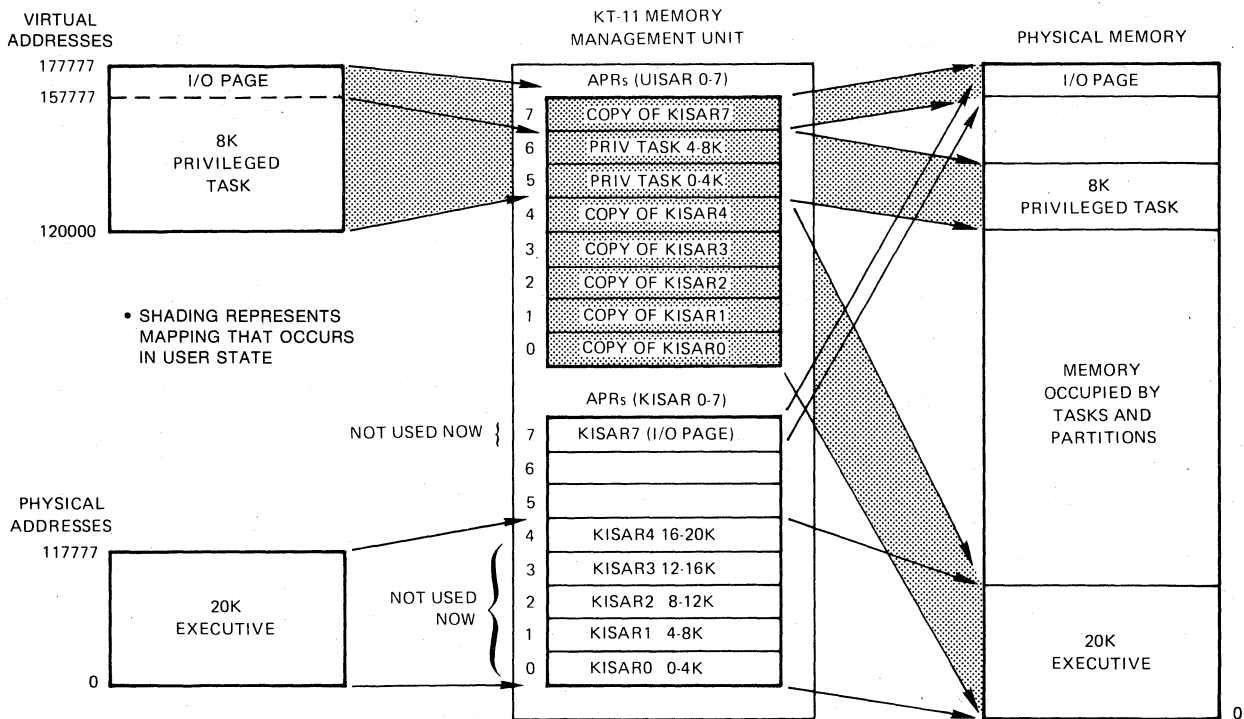 VIRTUAL
ADDRESSES
177777
157777
120000
I/O PAGE
8K
PRIVILEGED
TASK
• SHADING REPRESENTS
MAPPING THAT OCCURS
IN USER STATE
PHYSICAL
ADDRESSES
117777
0
20K
EXECUTIVE
KT-11 MEMORY
MANAGEMENT UNIT
APRs (UISAR 0-7)
7 COPY OF KISAR7
6 PRIV TASK 4-8K
5 PRIV TASK 0-4K
4 COPY OF KISAR4
3 COPY OF KISAR3
2 COPY OF KISAR2
1 COPY OF KISAR1
0 COPY OF KISAR0
APRs (KISAR 0-7)
NOT USED NOW {
7 KISAR7 (I/O PAGE)
6
5
4 KISAR4 16-20K
3 KISAR3 12-16K
2 KISAR2 8-12K
1 KISAR1 4-8K
0 KISAR0 0-4K
NOT USED
NOW
PHYSICAL MEMORY
I/O PAGE
8K
PRIVILEGED TASK
MEMORY
OCCUPIED BY
TASKS AND
PARTITIONS
20K
EXECUTIVE
0